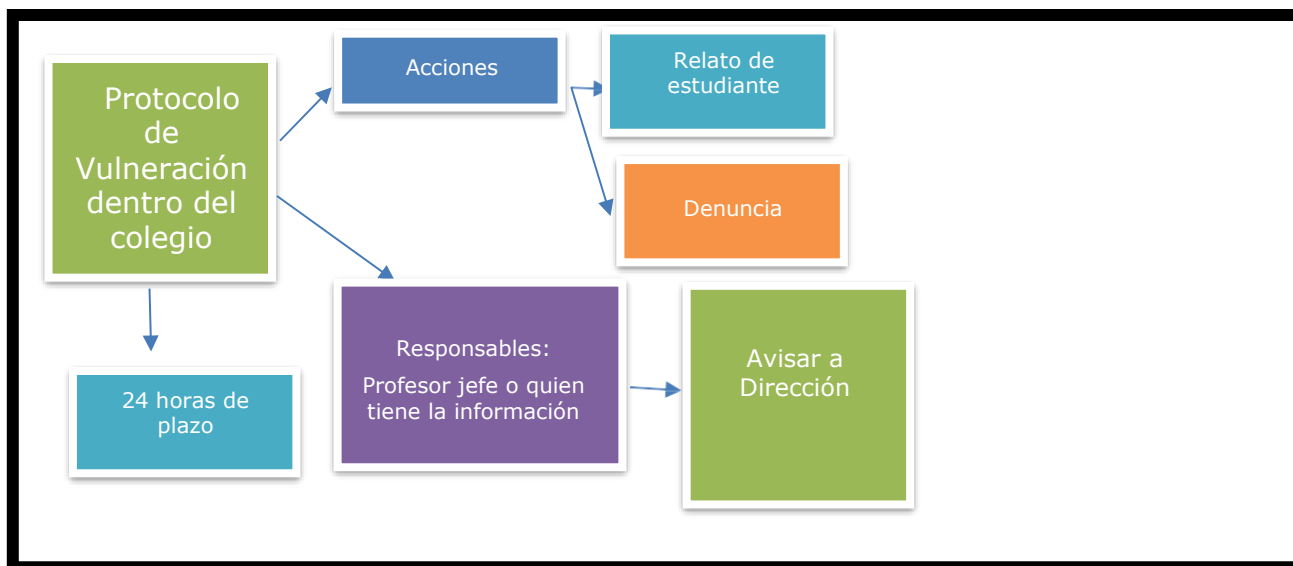 Protocolo
de
Vulneración
dentro del
colegio
Acciones
Relato de
estudiante
Denuncia
Responsables:
Profesor jefe o quien
tiene la información
Avisar a
Dirección
24 horas de
plazo